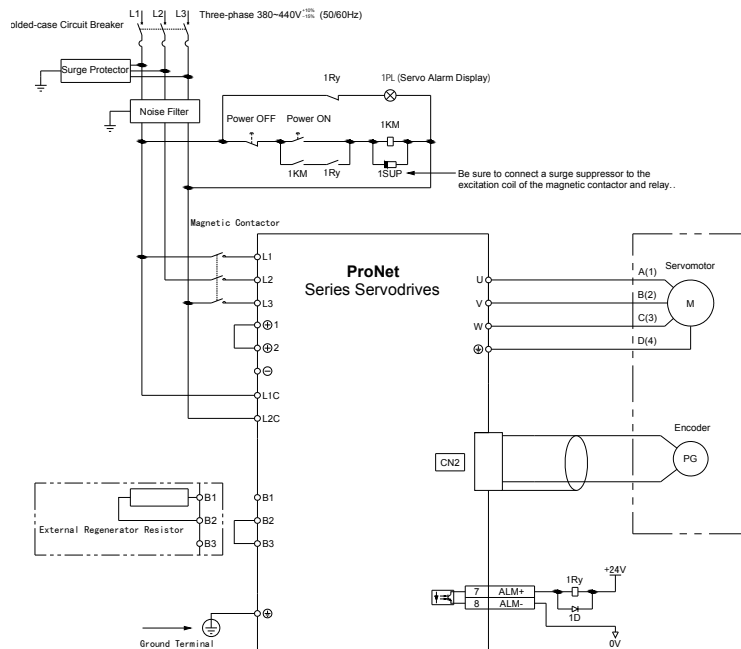 L1 L2 L3 Three-phase 380~440V +10% -15% (50/60Hz)
olded-case Circuit Breaker
Surge Protector
1Ry 1PL (Servo Alarm Display)
Noise Filter
Power OFF Power ON 1KM
1KM 1Ry 1SUP
Be sure to connect a surge suppressor to the
excitation coil of the magnetic contactor and relay..
Magnetic Contactor
L1
L2
L3
1
2
L1C
L2C
ProNet
Series Servodrives
U
V
W
A(1)
B(2)
C(3)
D(4)
Servomotor
M
CN2
Encoder
PG
B1
B2
B3
External Regenerator Resistor
B1
B2
B3
7 ALM+
8 ALM-
1Ry
+24V
1D
0V
Ground Terminal